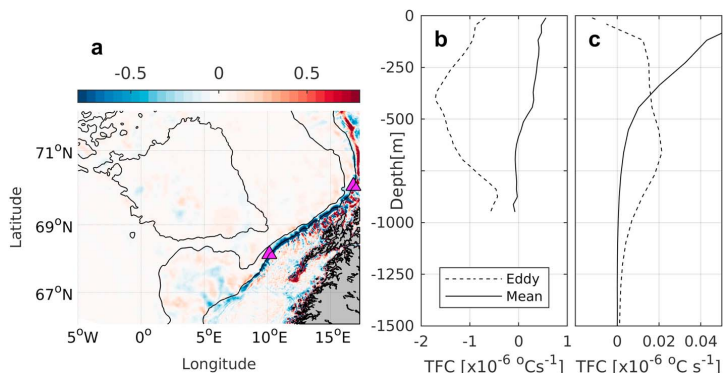 a
-0.5 0 0.5
71°N
69°N
67°N
Latitude
5°W 0° 5°E 10°E 15°E
Longitude
b
0
-250
-500
-750
-1000
-1250
-1500
Depth[m]
Eddy
Mean
-1 0 1
TFC [x10-6 oCs-1]
c
0 0.02 0.04
TFC [x10-6 oC s-1]